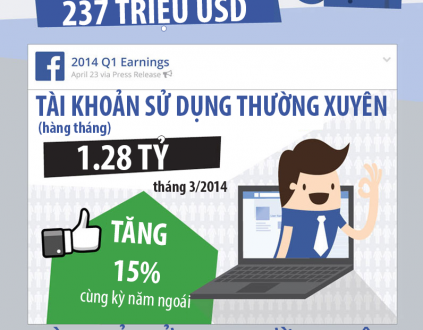 237 TRIỆU USD
2014 Q1 Earnings
April 23 via Press Release
TÀI KHOẢN SỬ DỤNG THƯỜNG XUYÊN
(hàng tháng)
1.28 TỶ
tháng 3/2014
TĂNG
15%
cùng kỳ năm ngoái